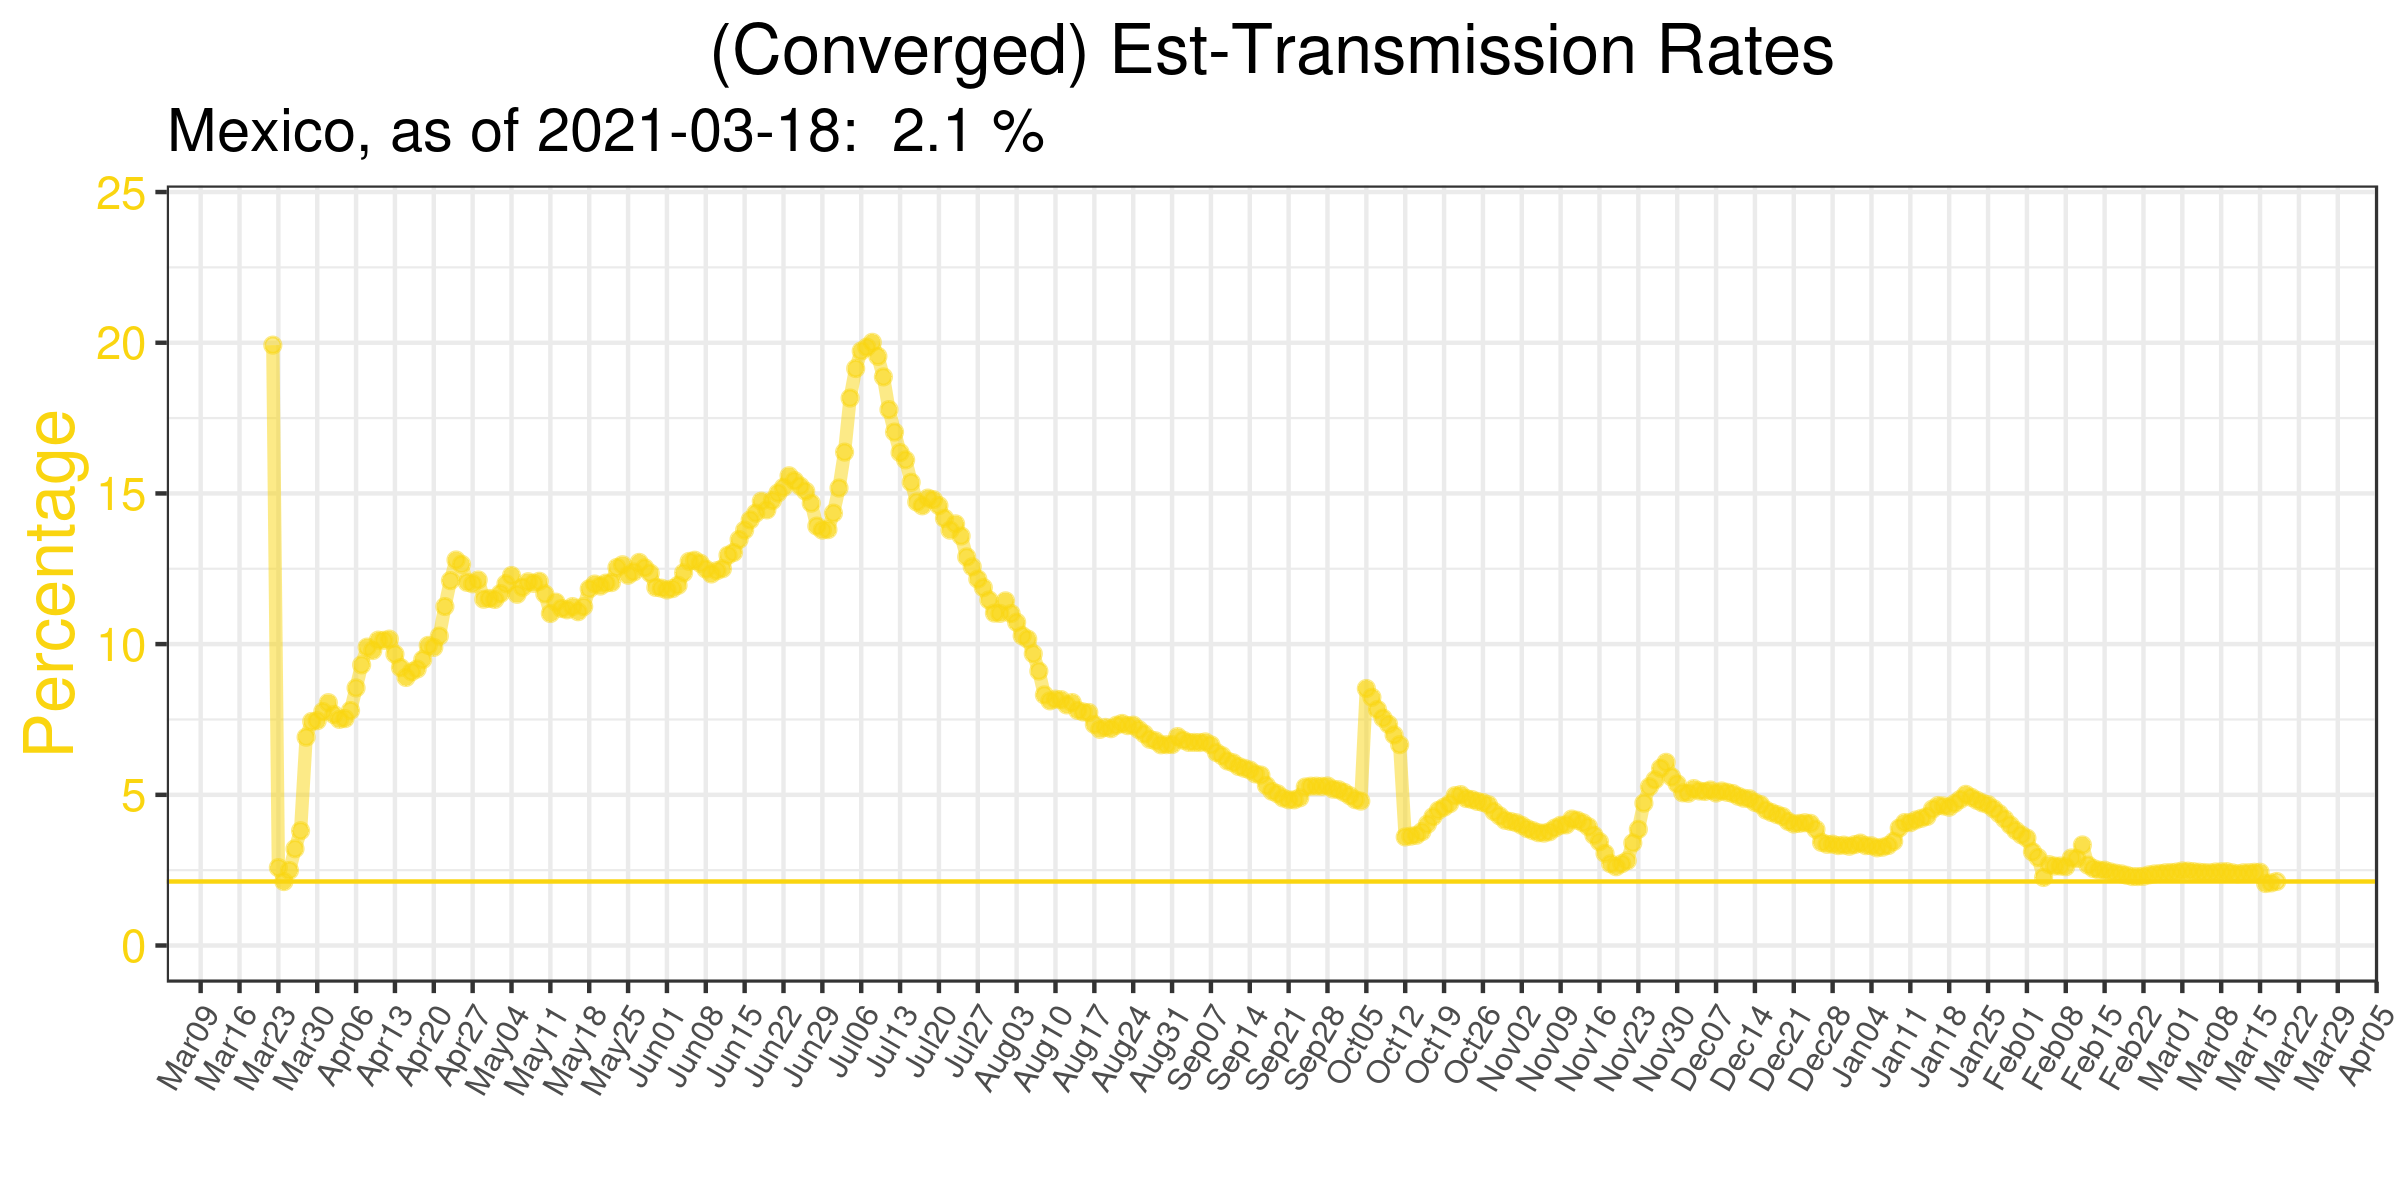 (Converged) Est-Transmission Rates
Mexico, as of 2021-03-18: 2.1 %
Percentage
25
20
15
10
5
0
Mar09
Mar16
Mar23
Mar30
Apr06
Apr13
Apr20
Apr27
May04
May11
May18
May25
Jun01
Jun08
Jun15
Jun22
Jun29
Jul06
Jul13
Jul20
Jul27
Aug03
Aug10
Aug17
Aug24
Aug31
Sep07
Sep14
Sep21
Sep28
Oct05
Oct12
Oct19
Oct26
Nov02
Nov09
Nov16
Nov23
Nov30
Dec07
Dec14
Dec21
Dec28
Jan04
Jan11
Jan18
Jan25
Feb01
Feb08
Feb15
Feb22
Mar01
Mar08
Mar15
Mar22
Mar29
Apr05